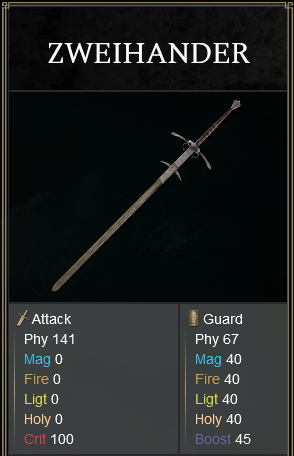 ZWEIHANDER
Attack
Phy 141
Mag 0
Fire 0
Ligt 0
Holy 0
Crit 100
Guard
Phy 67
Mag 40
Fire 40
Ligt 40
Holy 40
Boost 45